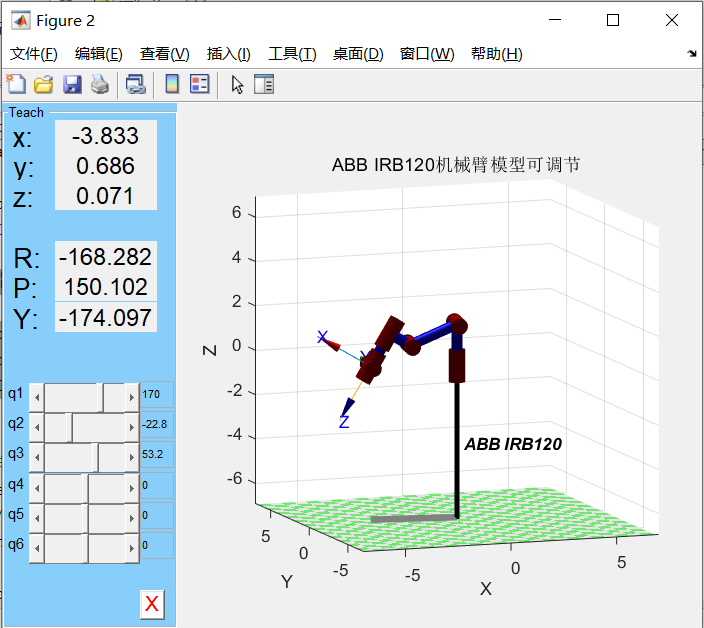 Figure 2
文件(F) 编辑(E) 查看(V) 插入(I) 工具(T) 桌面(D) 窗口(W) 帮助(H)
Teach
x: -3.833
y: 0.686
z: 0.071
R: -168.282
P: 150.102
Y: -174.097
q1 170
q2 -22.8
q3 53.2
q4 0
q5 0
q6 0
X
ABB IRB120机械臂模型可调节
6
4
2
0
-2
-4
-6
Z
X
Y
Z
ABB IRB120
5
0
-5
Y
-5
0
5
X